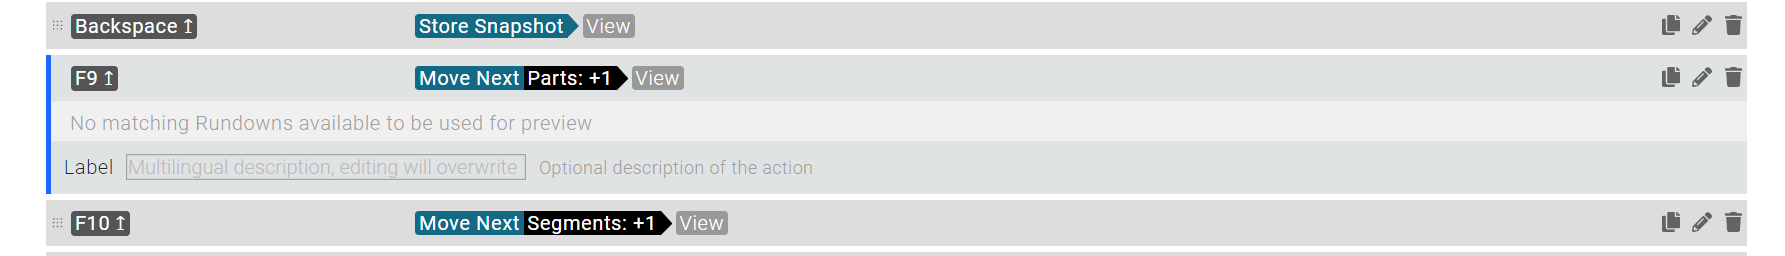 Backspace ↥ Store Snapshot View
F9 ↥ Move Next Parts: +1 View
No matching Rundowns available to be used for preview
Label Multilingual description, editing will overwrite Optional description of the action
F10 ↥ Move Next Segments: +1 View